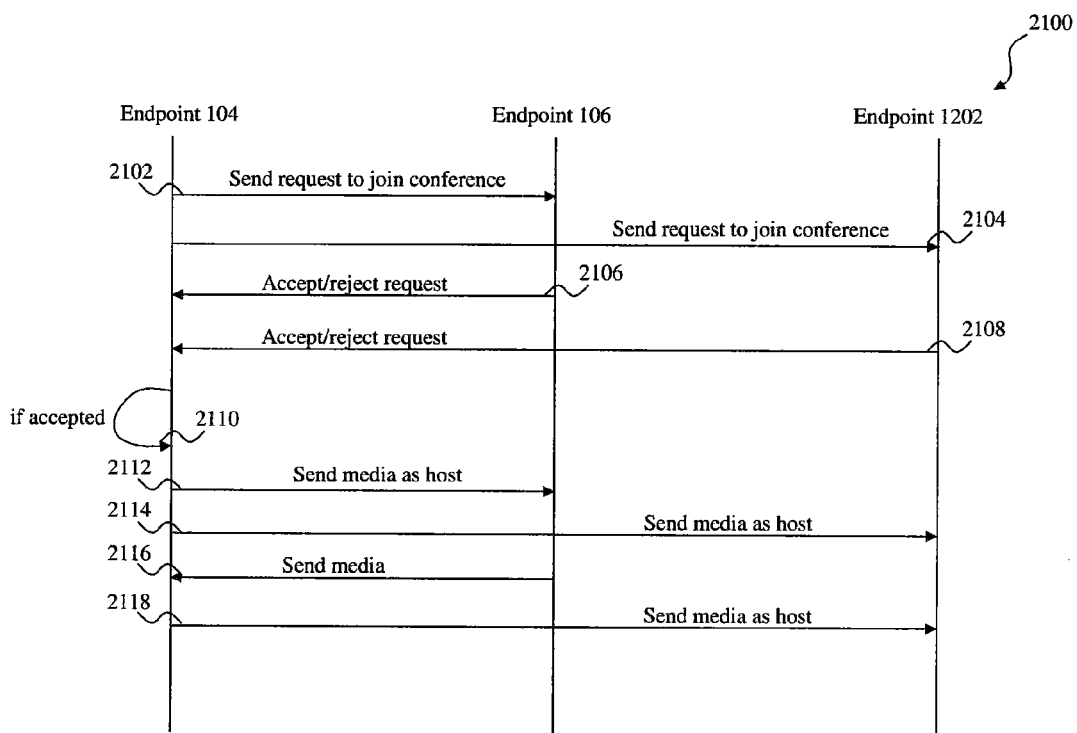 2100
Endpoint 104
Endpoint 106
Endpoint 1202
2102
Send request to join conference
Send request to join conference
2104
Accept/reject request
2106
Accept/reject request
2108
if accepted
2110
2112
Send media as host
2114
Send media as host
2116
Send media
2118
Send media as host